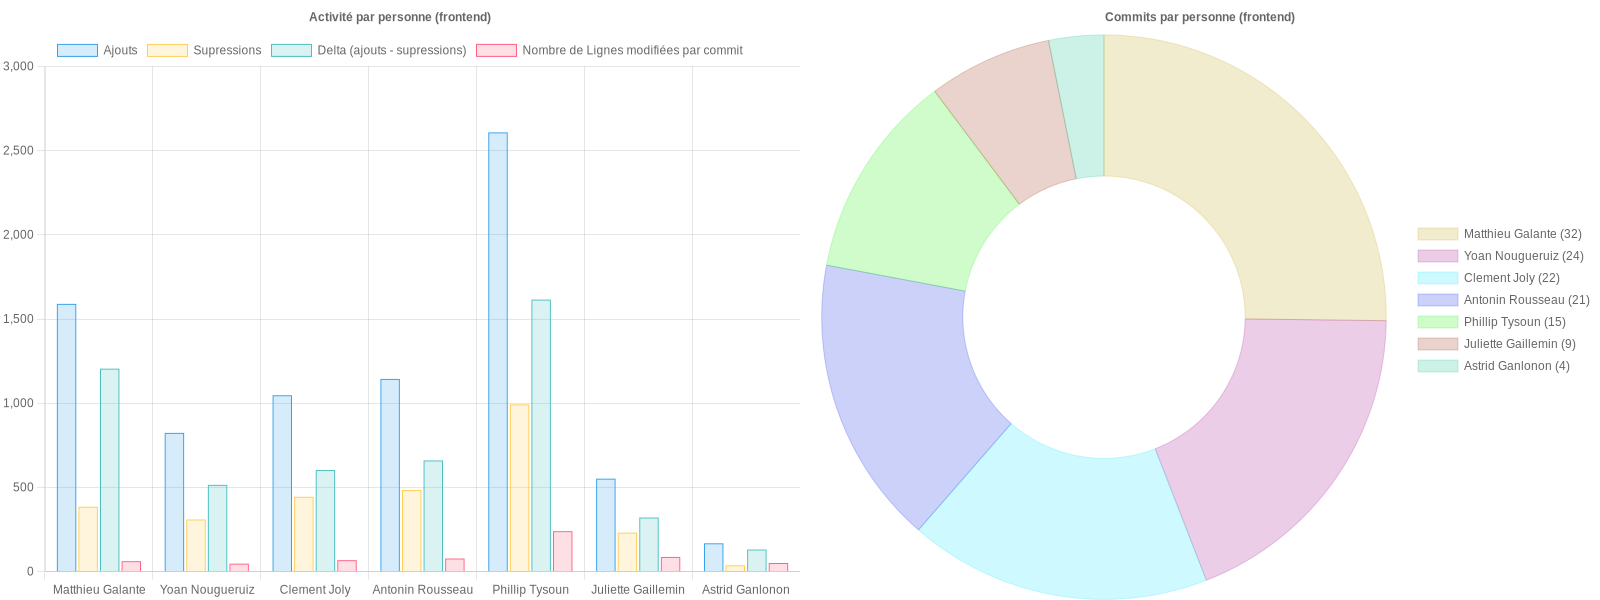 Activité par personne (frontend)
Ajouts
Supressions
Delta (ajouts - supressions)
Nombre de Lignes modifiées par commit
3,000
2,500
2,000
1,500
1,000
500
0
Matthieu Galante
Yoan Nougueruiz
Clement Joly
Antonin Rousseau
Phillip Tysoun
Juliette Gaillemin
Astrid Ganlonon
Commits par personne (frontend)
Matthieu Galante (32)
Yoan Nougueruiz (24)
Clement Joly (22)
Antonin Rousseau (21)
Phillip Tysoun (15)
Juliette Gaillemin (9)
Astrid Ganlonon (4)